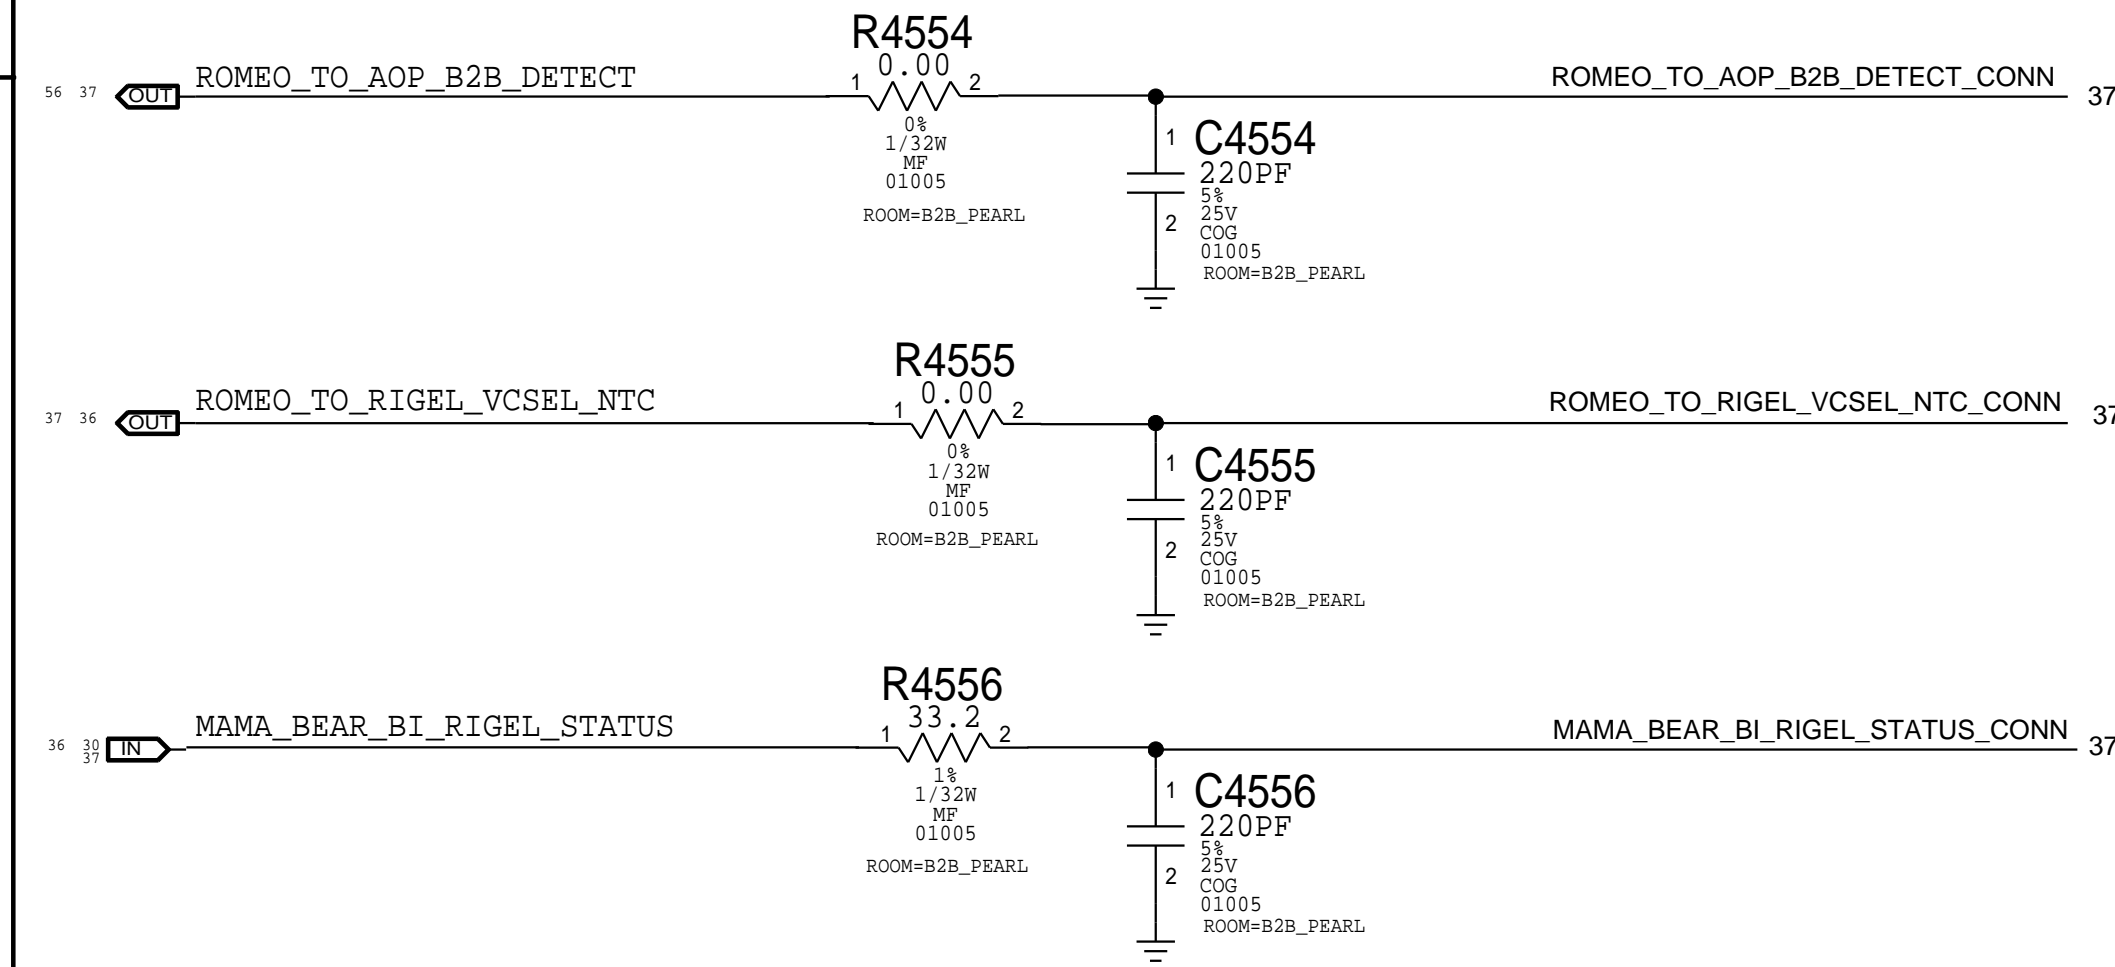 R4554
56 37 OUT ROMEO_TO_AOP_B2B_DETECT 1 0.00 2 ROMEO_TO_AOP_B2B_DETECT_CONN 37
0%
1/32W
MF
01005
ROOM=B2B_PEARL
1 C4554
220PF
5%
25V
2
COG
01005
ROOM=B2B_PEARL
R4555
37 36 OUT ROMEO_TO_RIGEL_VCSEL_NTC 1 0.00 2 ROMEO_TO_RIGEL_VCSEL_NTC_CONN 37
0%
1/32W
MF
01005
ROOM=B2B_PEARL
1 C4555
220PF
5%
25V
2
COG
01005
ROOM=B2B_PEARL
R4556
36 30 IN MAMA_BEAR_BI_RIGEL_STATUS 1 33.2 2 MAMA_BEAR_BI_RIGEL_STATUS_CONN 37
37
1%
1/32W
MF
01005
ROOM=B2B_PEARL
1 C4556
220PF
5%
25V
2
COG
01005
ROOM=B2B_PEARL